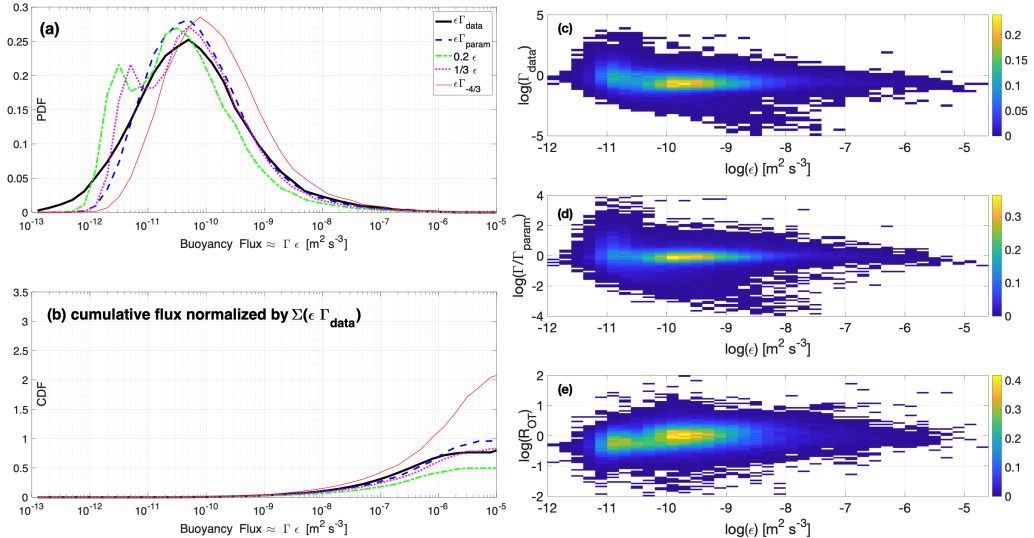 (a)
0.3
0.25
0.2
0.15
0.1
0.05
0
PDF
ϵΓdata
ϵΓparam
0.2 ϵ
1/3 ϵ
ϵΓ-4/3
10-13 10-12 10-11 10-10 10-9 10-8 10-7 10-6 10-5
Buoyancy Flux ≈ Γ ϵ [m2 s-3]
(b) cumulative flux normalized by Σ(ϵ Γdata)
3.5
3
2.5
2
1.5
1
0.5
0
CDF
10-13 10-12 10-11 10-10 10-9 10-8 10-7 10-6 10-5
Buoyancy Flux ≈ Γ ϵ [m2 s-3]
(c)
5
0
-5
log(Γdata)
-12 -11 -10 -9 -8 -7 -6 -5
log(ϵ) [m2 s-3]
0.2
0.15
0.1
0.05
0
(d)
4
2
0
-2
-4
log(Γ/Γparam)
-12 -11 -10 -9 -8 -7 -6 -5
log(ϵ) [m2 s-3]
0.3
0.2
0.1
0
(e)
2
1
0
-1
-2
log(ROT)
-12 -11 -10 -9 -8 -7 -6 -5
log(ϵ) [m2 s-3]
0.4
0.3
0.2
0.1
0